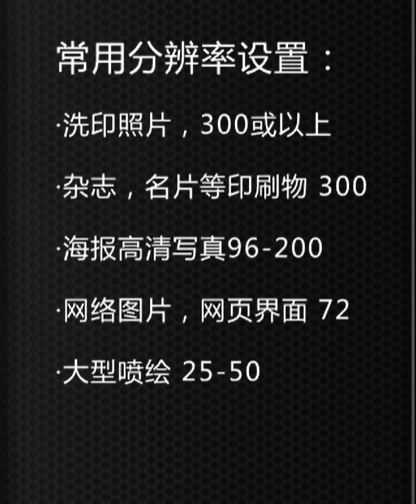 常用分辨率设置：
·洗印照片，300或以上
·杂志，名片等印刷物 300
·海报高清写真96-200
·网络图片，网页界面 72
·大型喷绘 25-50